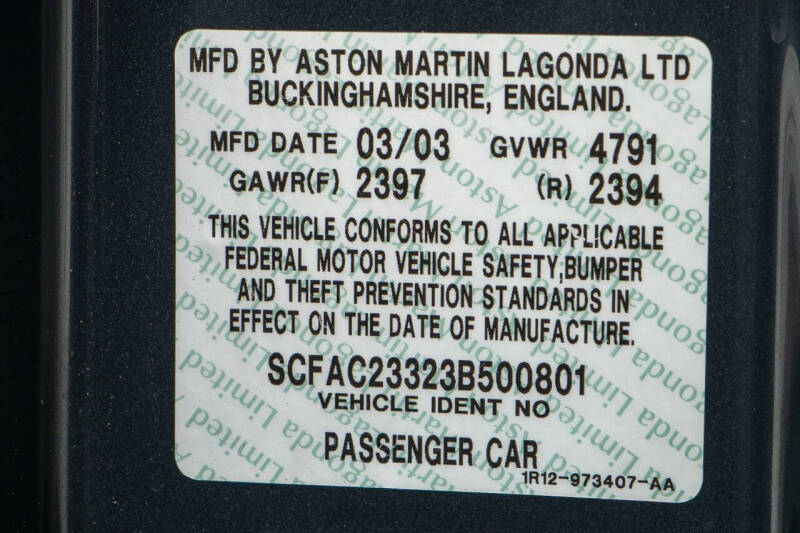 MFD BY ASTON MARTIN LAGONDA LTD
BUCKINGHAMSHIRE, ENGLAND.
MFD DATE 03/03 GVWR 4791
GAWR(F) 2397 (R) 2394
THIS VEHICLE CONFORMS TO ALL APPLICABLE
FEDERAL MOTOR VEHICLE SAFETY,BUMPER
AND THEFT PREVENTION STANDARDS IN
EFFECT ON THE DATE OF MANUFACTURE.
SCFAC23323B500801
VEHICLE IDENT NO
PASSENGER CAR
1R12-973407-AA